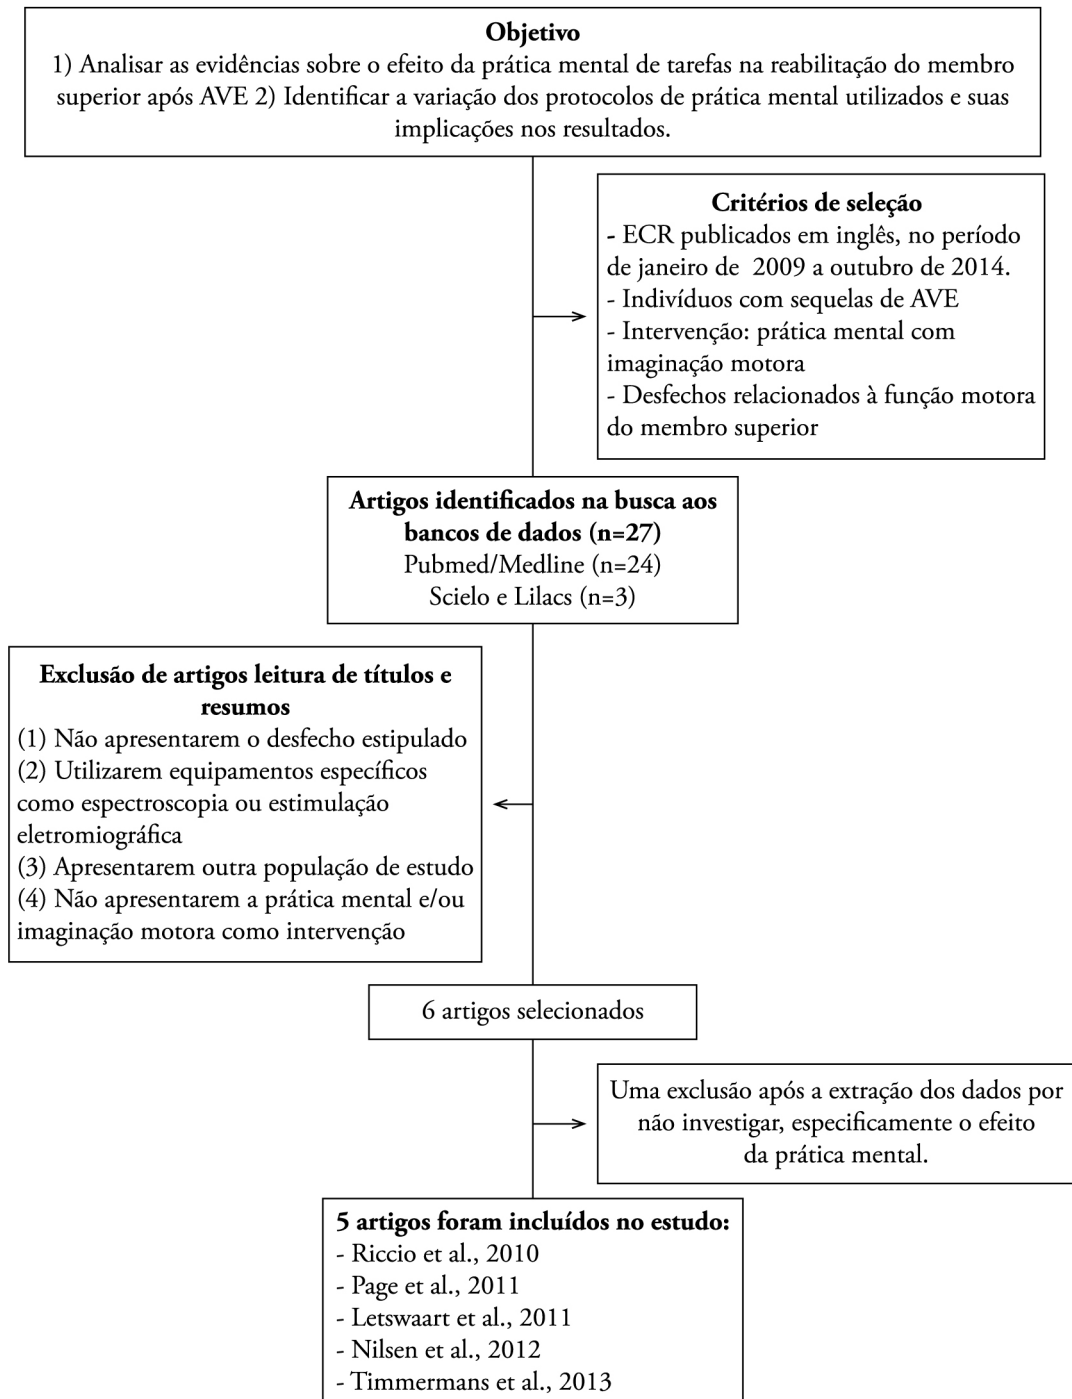 Objetivo
1) Analisar as evidências sobre o efeito da prática mental de tarefas na reabilitação do membro
superior após AVE 2) Identificar a variação dos protocolos de prática mental utilizados e suas
implicações nos resultados.
Critérios de seleção
- ECR publicados em inglês, no período
de janeiro de 2009 a outubro de 2014.
- Indivíduos com sequelas de AVE
- Intervenção: prática mental com
imaginação motora
- Desfechos relacionados à função motora
do membro superior
Artigos identificados na busca aos
bancos de dados (n=27)
Pubmed/Medline (n=24)
Scielo e Lilacs (n=3)
Exclusão de artigos leitura de títulos e
resumos
(1) Não apresentarem o desfecho estipulado
(2) Utilizarem equipamentos específicos
como espectroscopia ou estimulação
eletromiográfica
(3) Apresentarem outra população de estudo
(4) Não apresentarem a prática mental e/ou
imaginação motora como intervenção
6 artigos selecionados
Uma exclusão após a extração dos dados por
não investigar, especificamente o efeito
da prática mental.
5 artigos foram incluídos no estudo:
- Riccio et al., 2010
- Page et al., 2011
- Letswaart et al., 2011
- Nilsen et al., 2012
- Timmermans et al., 2013